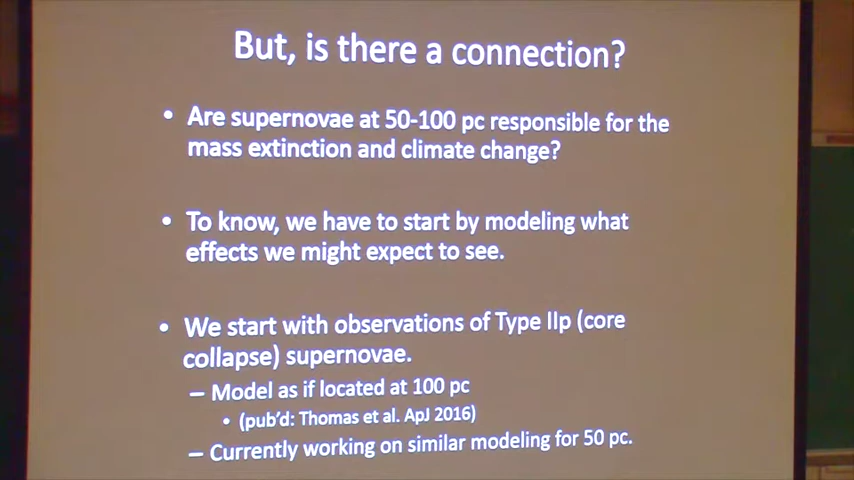 But, is there a connection?
• Are supernovae at 50-100 pc responsible for the
mass extinction and climate change?
• To know, we have to start by modeling what
effects we might expect to see.
• We start with observations of Type IIp (core
collapse) supernovae.
– Model as if located at 100 pc
• (pub'd: Thomas et al. ApJ 2016)
– Currently working on similar modeling for 50 pc.